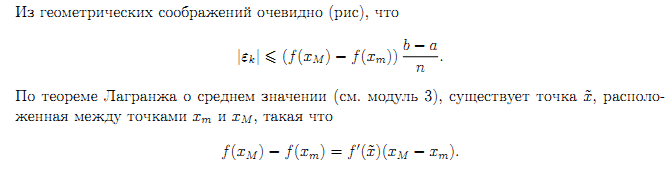 Из геометрических соображений очевидно (рис), что
|εₖ| ⩽ (f(x_M) − f(x_m)) (b − a)/n.
По теореме Лагранжа о среднем значении (см. модуль 3), существует точка x̃, располо-
женная между точками x_m и x_M, такая что
f(x_M) − f(x_m) = f′(x̃)(x_M − x_m).